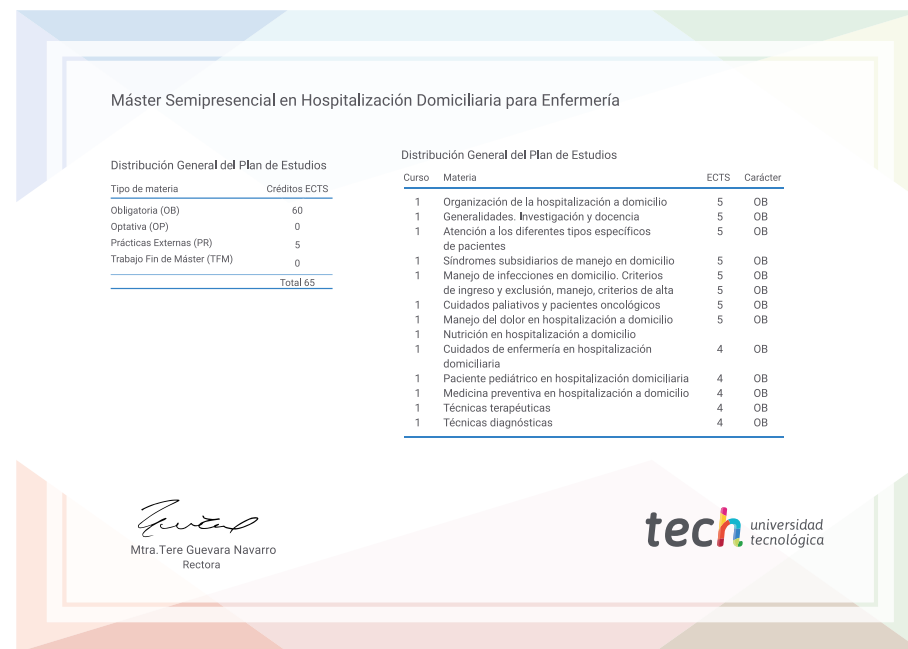 Máster Semipresencial en Hospitalización Domiciliaria para Enfermería
Distribución General del Plan de Estudios
Tipo de materia Créditos ECTS
Obligatoria (OB) 60
Optativa (OP) 0
Prácticas Externas (PR) 5
Trabajo Fin de Máster (TFM) 0
Total 65
Distribución General del Plan de Estudios
Curso Materia ECTS Carácter
1 Organización de la hospitalización a domicilio 5 OB
1 Generalidades. Investigación y docencia 5 OB
1 Atención a los diferentes tipos específicos 5 OB
de pacientes
1 Síndromes subsidiarios de manejo en domicilio 5 OB
1 Manejo de infecciones en domicilio. Criterios 5 OB
de ingreso y exclusión, manejo, criterios de alta 5 OB
1 Cuidados paliativos y pacientes oncológicos 5 OB
1 Manejo del dolor en hospitalización a domicilio 5 OB
1 Nutrición en hospitalización a domicilio
1 Cuidados de enfermería en hospitalización 4 OB
domiciliaria
1 Paciente pediátrico en hospitalización domiciliaria 4 OB
1 Medicina preventiva en hospitalización a domicilio 4 OB
1 Técnicas terapéuticas 4 OB
1 Técnicas diagnósticas 4 OB
Mtra.Tere Guevara Navarro
Rectora
tech universidad
tecnológica